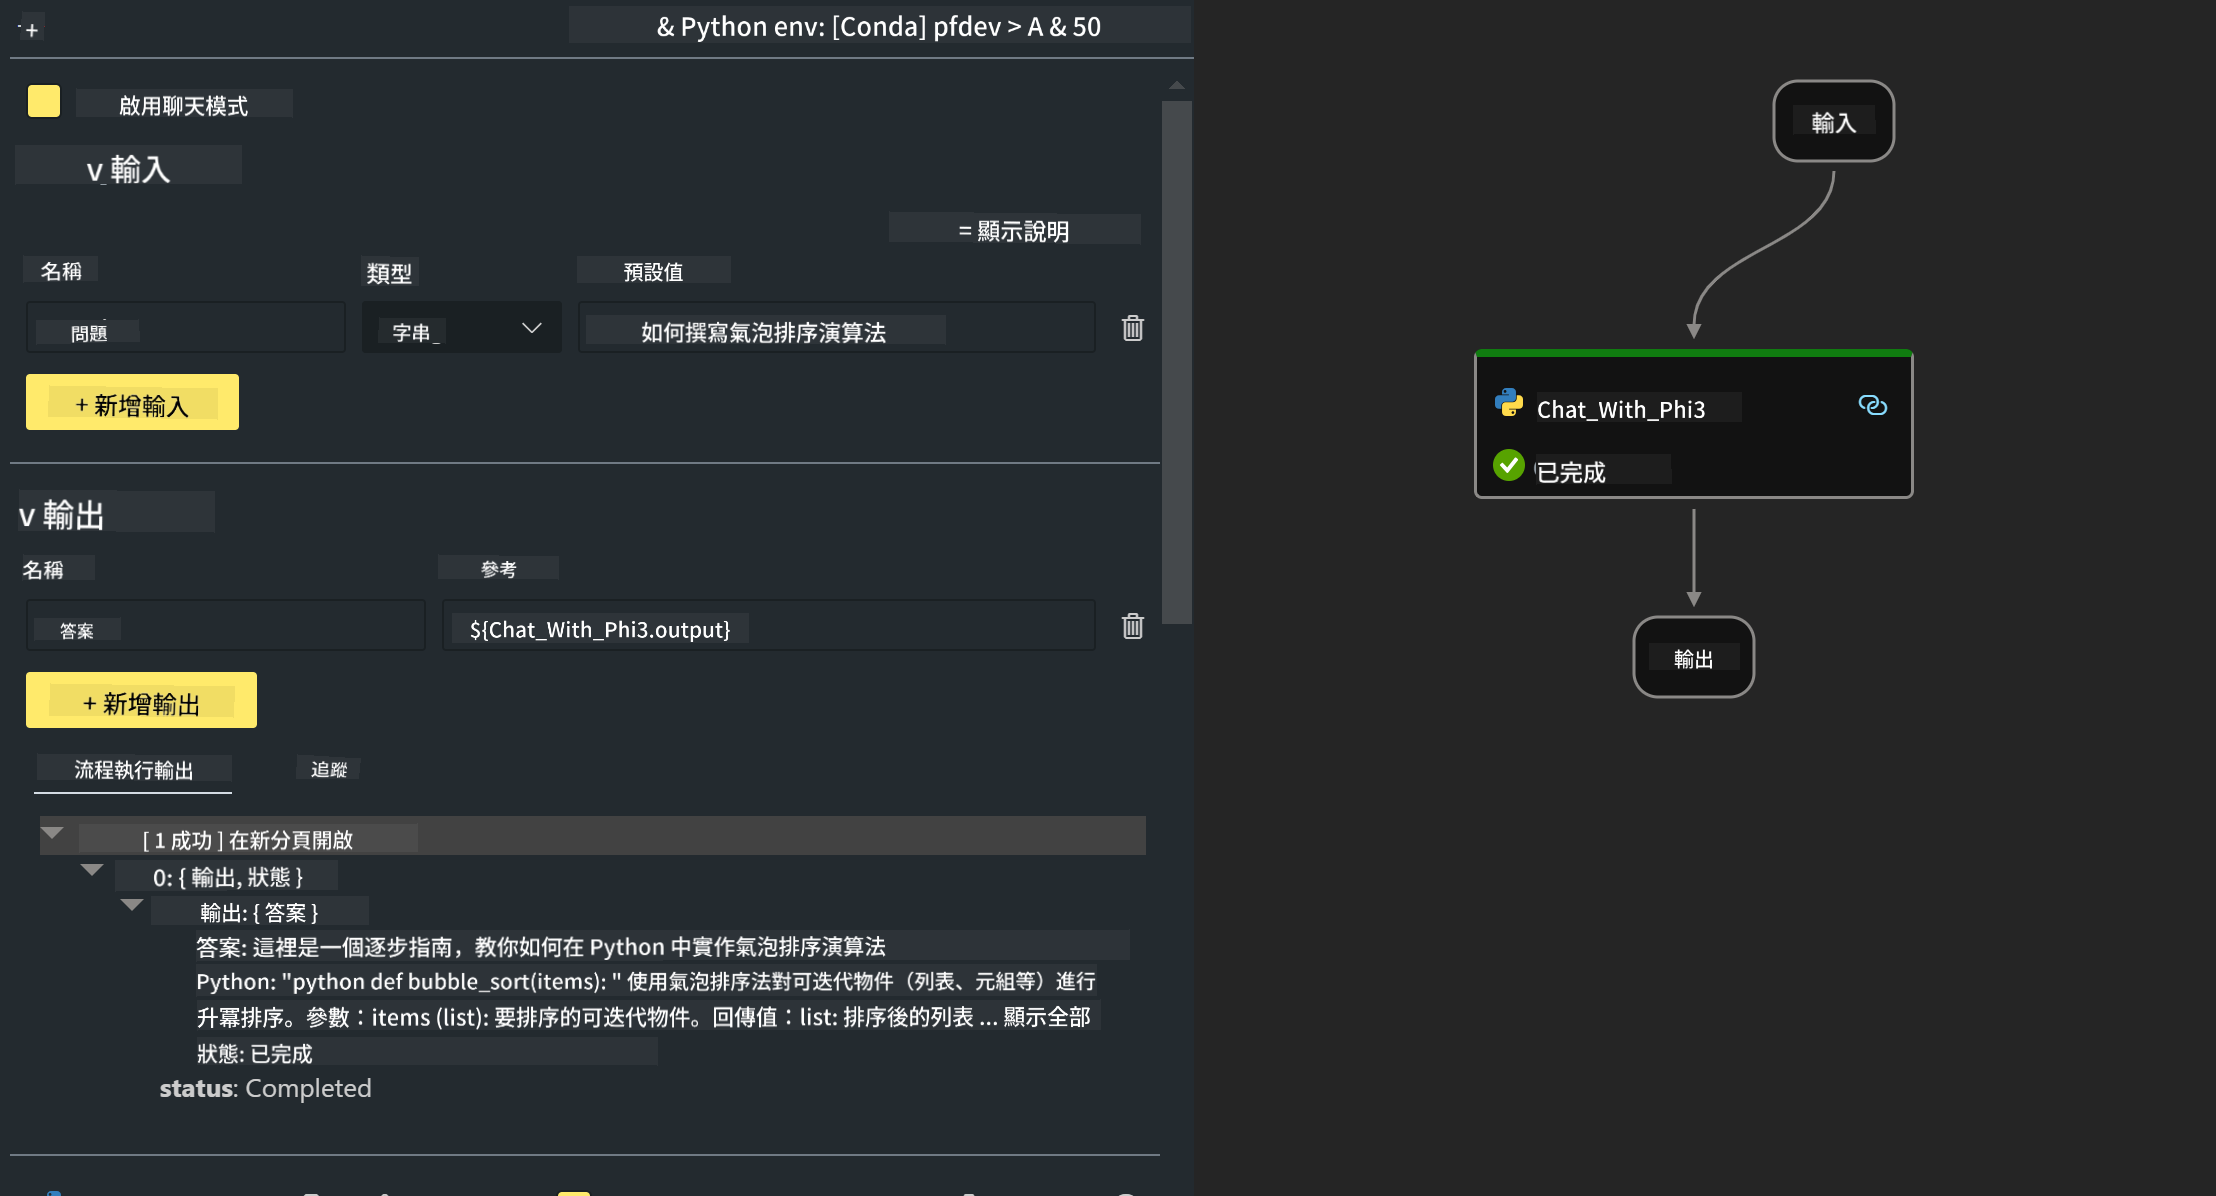 +
& Python env: [Conda] pfdev > A & 50
啟用聊天模式
v 輸入
= 顯示說明
名稱 類型 預設值
問題 字串 如何撰寫氣泡排序演算法
+ 新增輸入
v 輸出
名稱 參考
答案 ${Chat_With_Phi3.output}
+ 新增輸出
流程執行輸出 追蹤
[ 1 成功 ] 在新分頁開啟
0: { 輸出, 狀態 }
輸出: { 答案 }
答案: 這裡是一個逐步指南，教你如何在 Python 中實作氣泡排序演算法
Python: "python def bubble_sort(items): " 使用氣泡排序法對可迭代物件（列表、元組等）進行
升冪排序。參數：items (list): 要排序的可迭代物件。回傳值：list: 排序後的列表 ... 顯示全部
狀態: 已完成
status: Completed
輸入
Chat_With_Phi3
已完成
輸出